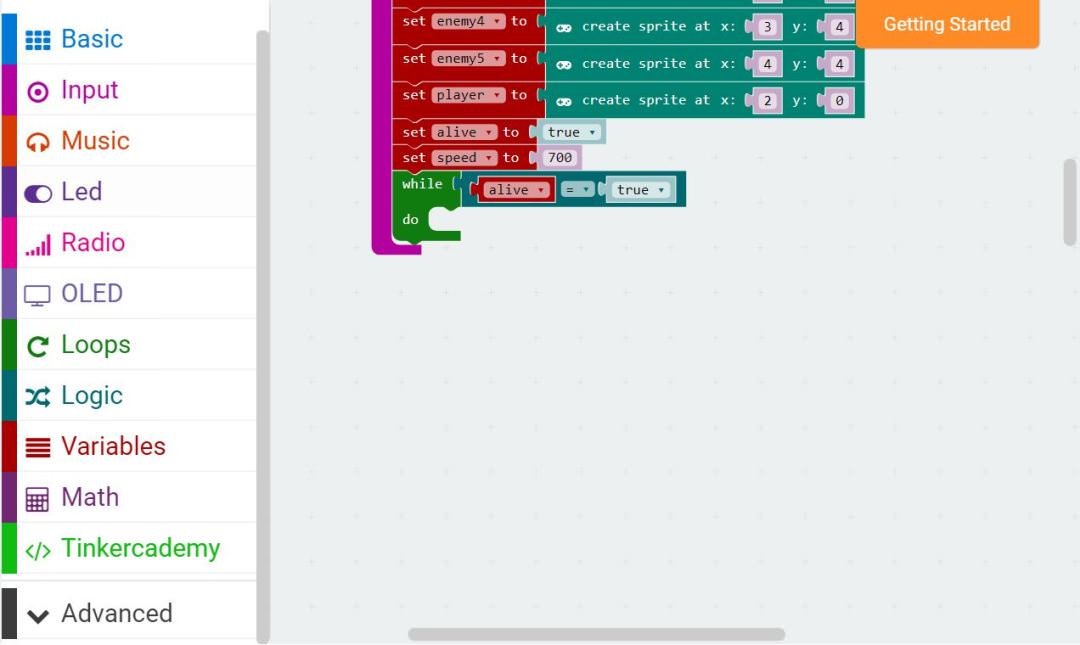 Basic
Input
Music
Led
Radio
OLED
Loops
Logic
Variables
Math
Tinkercademy
Advanced
set enemy4 to create sprite at x: 3 y: 4
set enemy5 to create sprite at x: 4 y: 4
set player to create sprite at x: 2 y: 0
set alive to true
set speed to 700
while alive = true
do
Getting Started